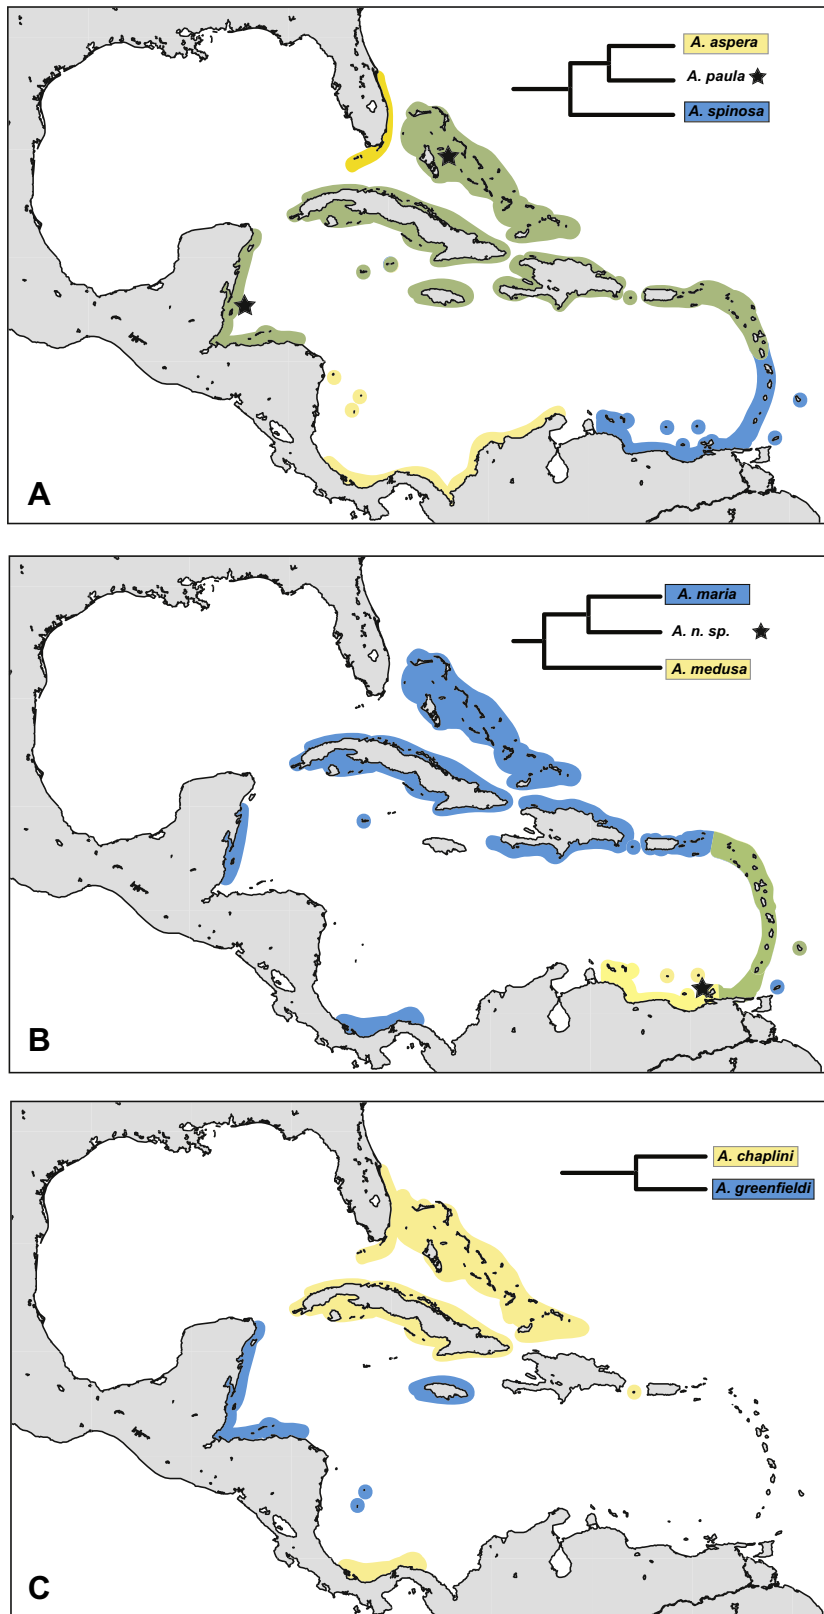 A. aspera
A. paula
A. spinosa
A
A. maria
A. n. sp.
A. medusa
B
A. chaplini
A. greenfieldi
C